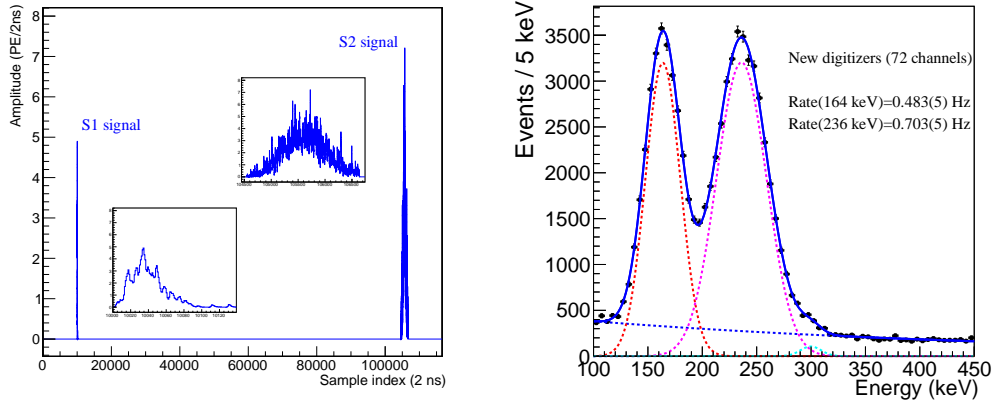 Amplitude (PE/2ns)
8
7
6
5
4
3
2
1
0
S1 signal
S2 signal
0 20000 40000 60000 80000 100000
Sample index (2 ns)
Events / 5 keV
3500
3000
2500
2000
1500
1000
500
0
New digitizers (72 channels)
Rate(164 keV)=0.483(5) Hz
Rate(236 keV)=0.703(5) Hz
100 150 200 250 300 350 400 450
Energy (keV)